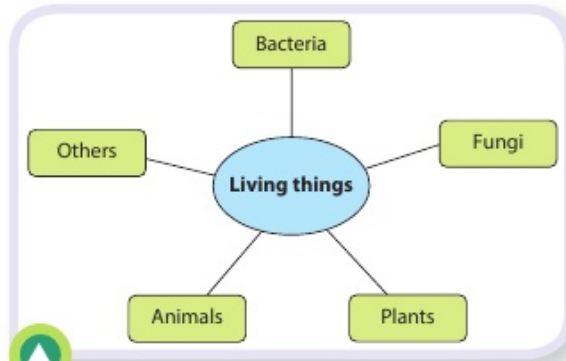 Bacteria
Others
Fungi
Living things
Animals
Plants